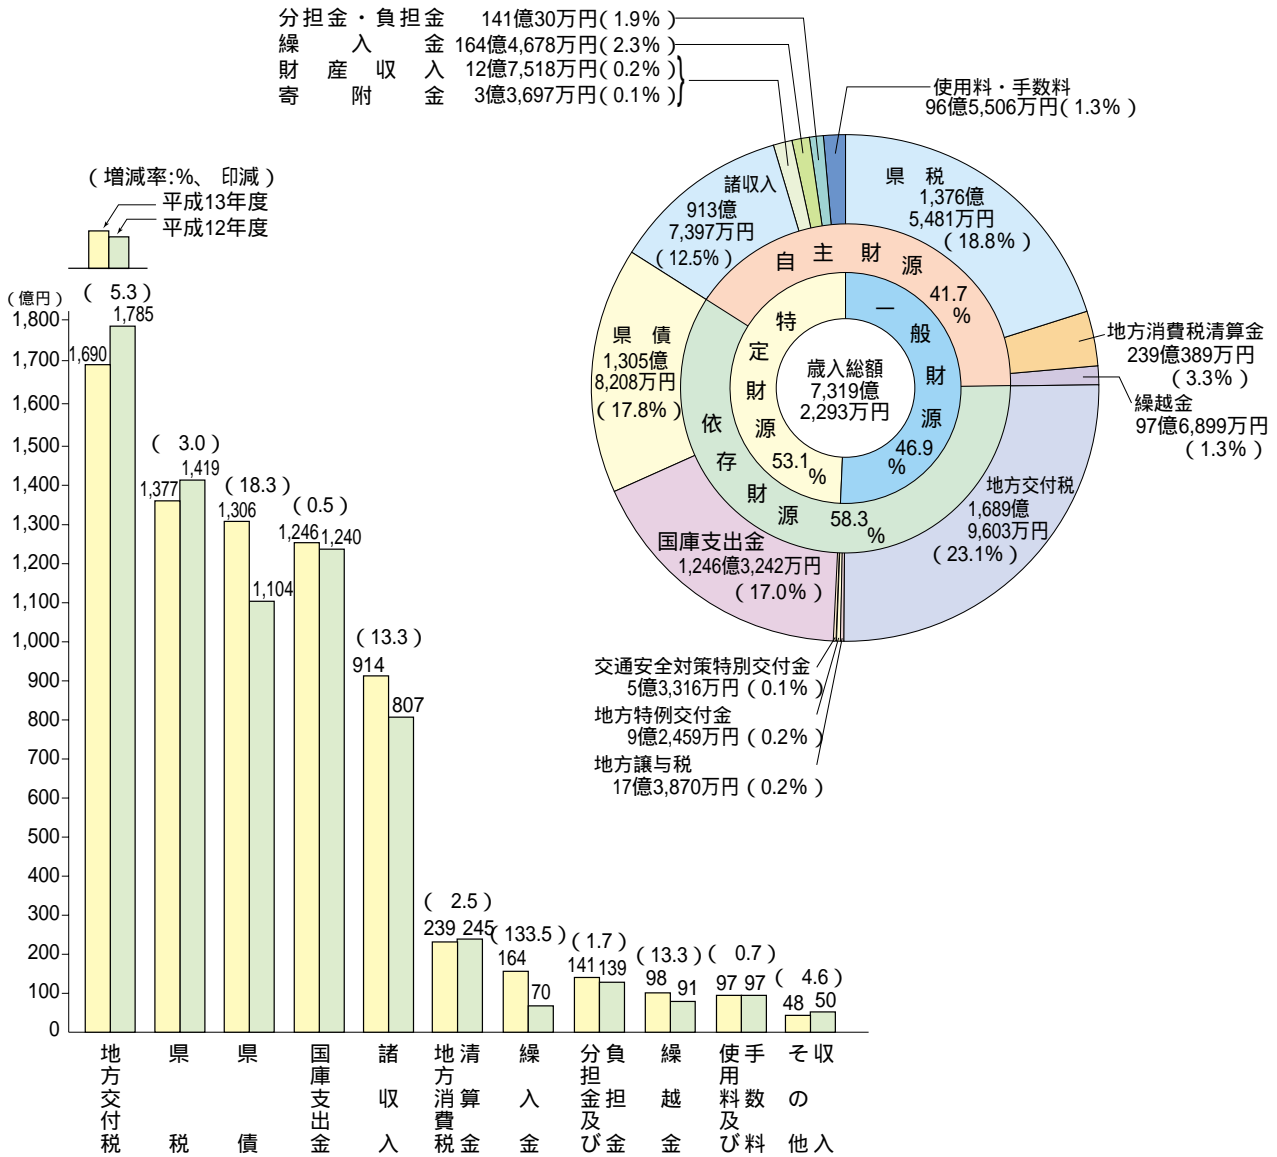 分担金・負担金 141億30万円(1.9%)
繰入金 164億4,678万円(2.3%)
財産収入 12億7,518万円(0.2%)
寄附金 3億3,697万円(0.1%)
使用料・手数料
96億5,506万円(1.3%)
県税
1,376億
5,481万円
(18.8%)
地方消費税清算金
239億389万円
(3.3%)
繰越金
97億6,899万円
(1.3%)
地方交付税
1,689億
9,603万円
(23.1%)
地方譲与税
17億3,870万円(0.2%)
地方特例交付金
9億2,459万円(0.2%)
交通安全対策特別交付金
5億3,316万円(0.1%)
国庫支出金
1,246億3,242万円
(17.0%)
県債
1,305億
8,208万円
(17.8%)
諸収入
913億
7,397万円
(12.5%)
自主財源
41.7
%
依存財源
58.3
%
一般財源
46.9
%
特定財源
53.1
%
歳入総額
7,319億
2,293万円
(増減率:%、 印減)
平成13年度
平成12年度
(億円)
1,800
1,700
1,600
1,500
1,400
1,300
1,200
1,100
1,000
900
800
700
600
500
400
300
200
100
0
( 5.3)
1,690 1,785
( 3.0)
1,377 1,419
(18.3)
1,306 1,104
(0.5)
1,246 1,240
(13.3)
914 807
( 2.5)
239 245
(133.5)
164 70
(1.7)
141 139
(13.3)
98 91
( 0.7)
97 97
( 4.6)
48 50
地方交付税
県税
県債
国庫支出金
諸収入
地方消費税
清算金
繰入金
分担金及び
負担金
繰越金
使用料及び
手数料
その他
収入